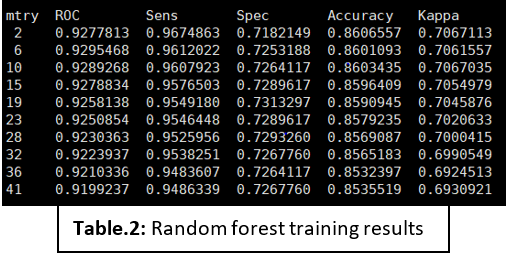 mtry ROC Sens Spec Accuracy Kappa
2 0.9277813 0.9674863 0.7182149 0.8606557 0.7067113
6 0.9295468 0.9612022 0.7253188 0.8601093 0.7061557
10 0.9289268 0.9607923 0.7264117 0.8603435 0.7067035
15 0.9278834 0.9576503 0.7289617 0.8596409 0.7054979
19 0.9258138 0.9549180 0.7313297 0.8590945 0.7045876
23 0.9250854 0.9546448 0.7289617 0.8579235 0.7020633
28 0.9230363 0.9525956 0.7293260 0.8569087 0.7000415
32 0.9223937 0.9538251 0.7267760 0.8565183 0.6990549
36 0.9210336 0.9483607 0.7264117 0.8532397 0.6924513
41 0.9199237 0.9486339 0.7267760 0.8535519 0.6930921
Table.2: Random forest training results